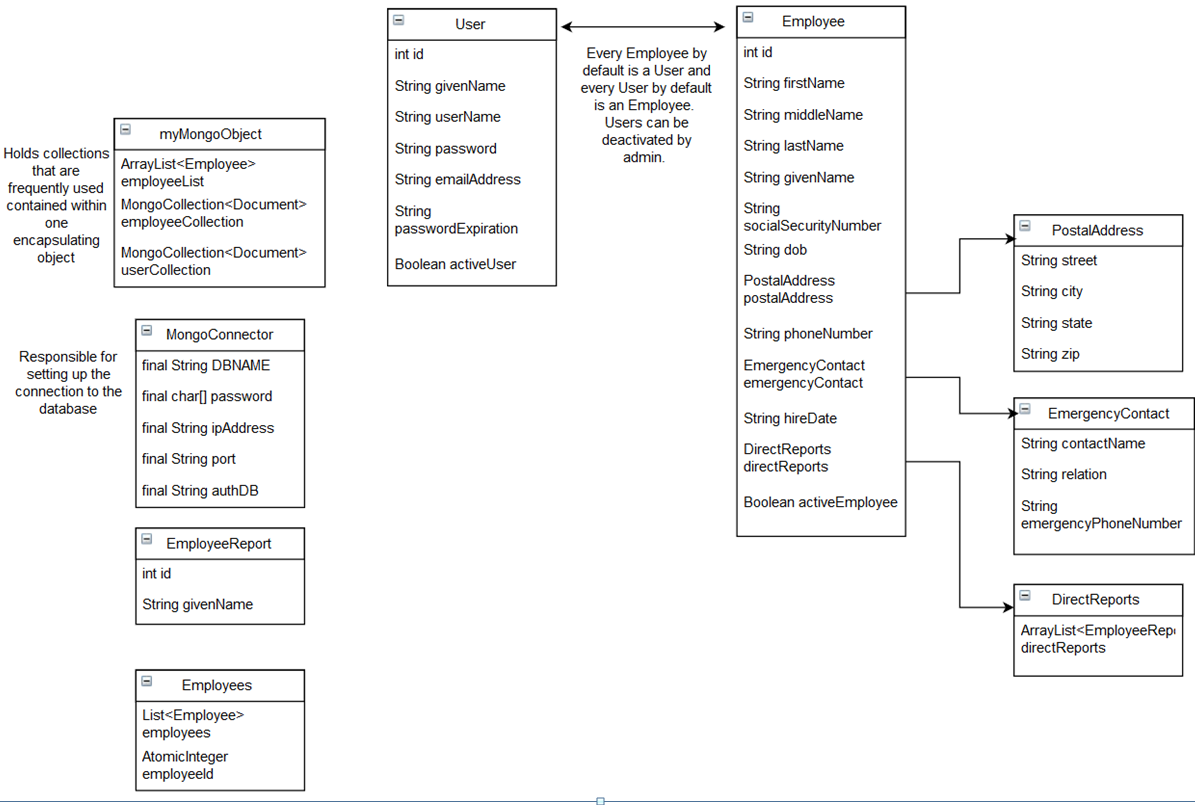 Holds collections
that are
frequently used
contained within
one
encapsulating
object
myMongoObject
ArrayList<Employee>
employeeList
MongoCollection<Document>
employeeCollection
MongoCollection<Document>
userCollection
Responsible for
setting up the
connection to the
database
MongoConnector
final String DBNAME
final char[] password
final String ipAddress
final String port
final String authDB
EmployeeReport
int id
String givenName
Employees
List<Employee>
employees
AtomicInteger
employeeId
User
int id
String givenName
String userName
String password
String emailAddress
String
passwordExpiration
Boolean activeUser
Every Employee by
default is a User and
every User by default
is an Employee.
Users can be
deactivated by
admin.
Employee
int id
String firstName
String middleName
String lastName
String givenName
String
socialSecurityNumber
String dob
PostalAddress
postalAddress
String phoneNumber
EmergencyContact
emergencyContact
String hireDate
DirectReports
directReports
Boolean activeEmployee
PostalAddress
String street
String city
String state
String zip
EmergencyContact
String contactName
String relation
String
emergencyPhoneNumber
DirectReports
ArrayList<EmployeeRep
directReports